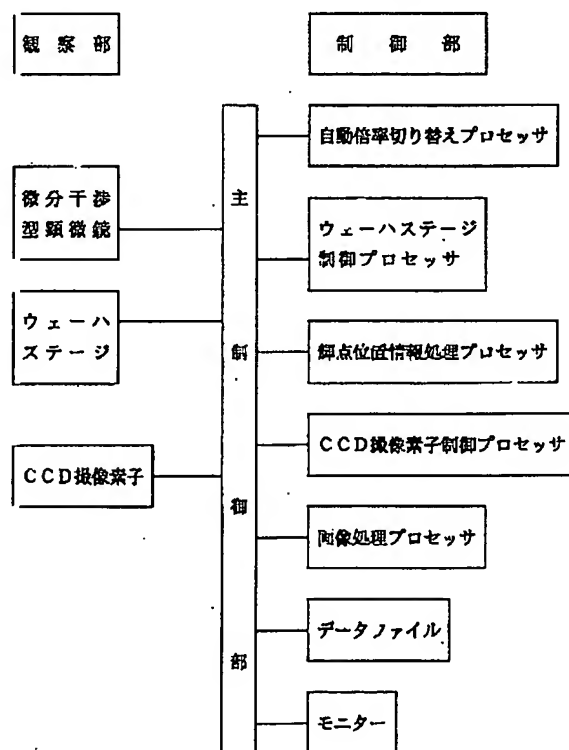 観察部
制御部
主制御部
微分干渉
型顕微鏡
ウェーハ
ステージ
CCD撮像素子
自動倍率切り替えプロセッサ
ウェーハステージ
制御プロセッサ
輝点位置情報処理プロセッサ
CCD撮像素子制御プロセッサ
画像処理プロセッサ
データファイル
モニター